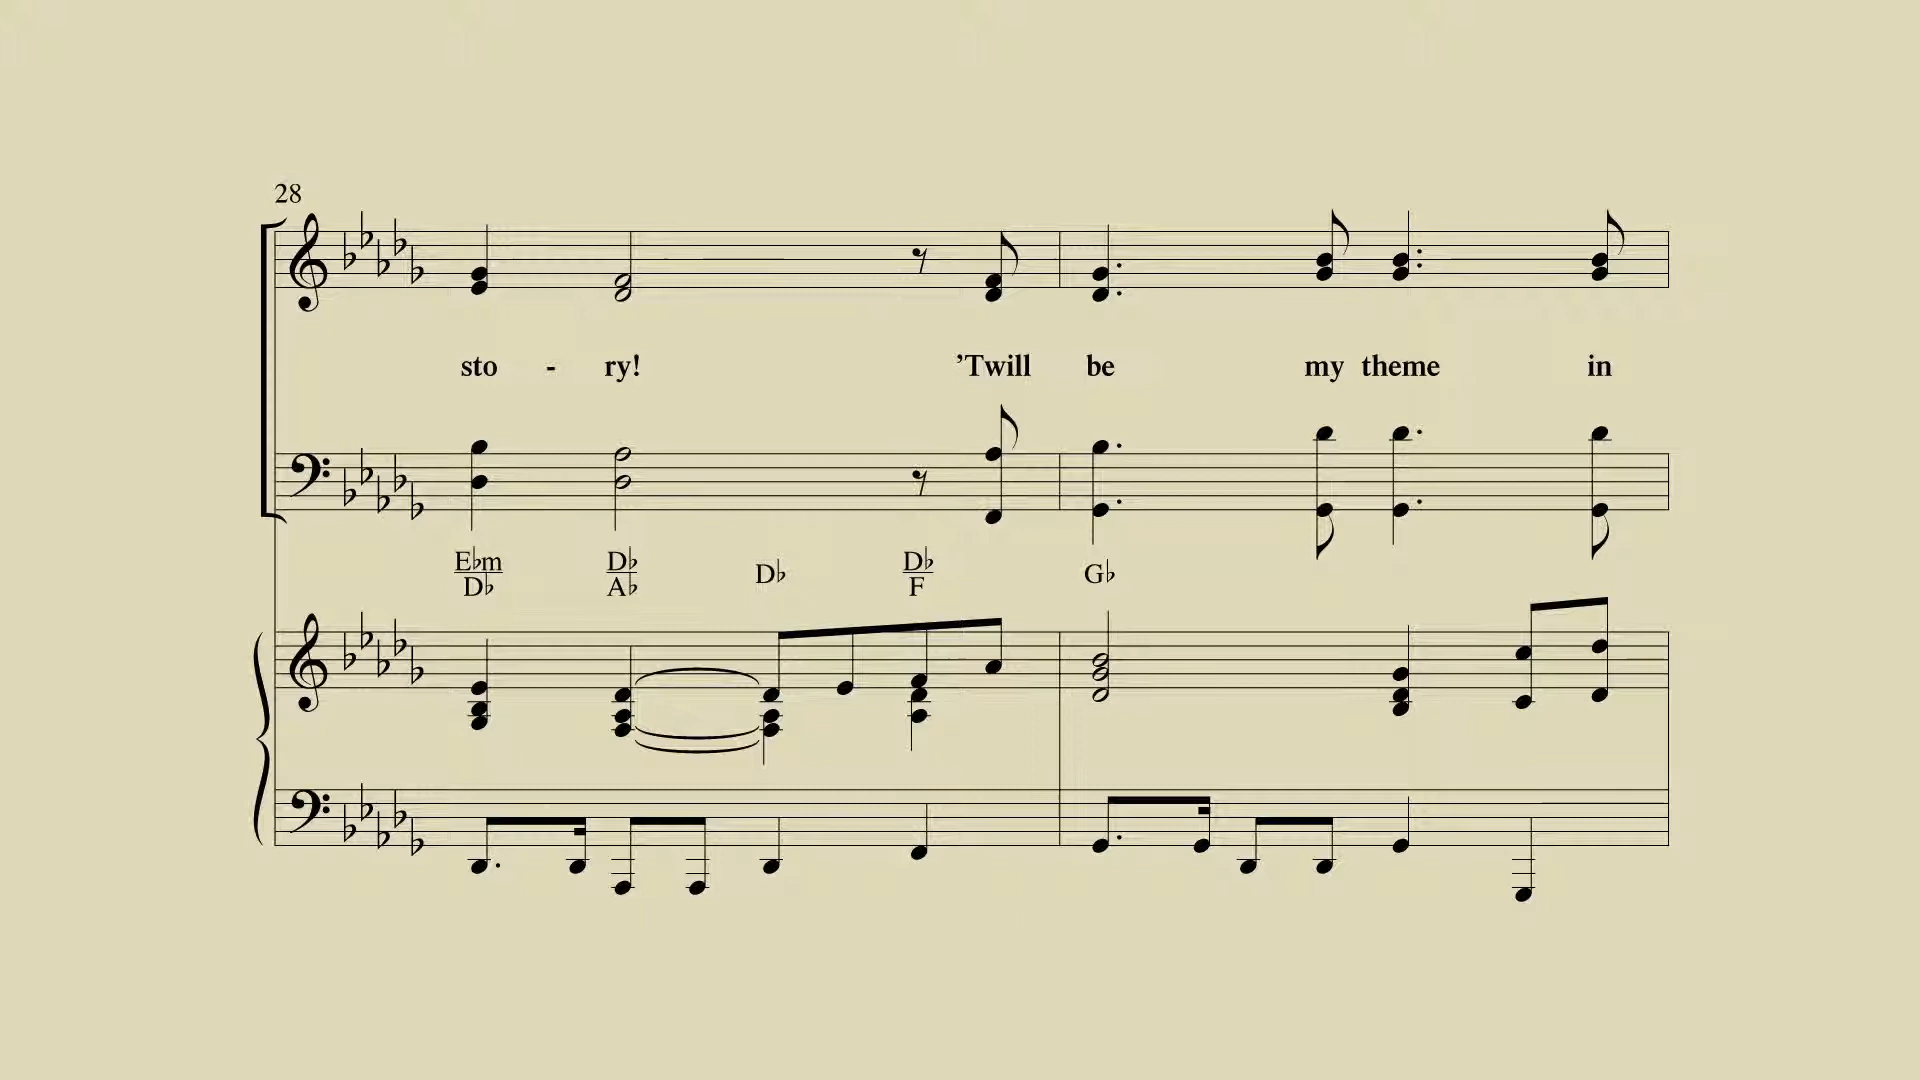 28
sto - ry! ’Twill be my theme in
E♭m D♭ D♭ D♭ G♭
D♭ A♭ F